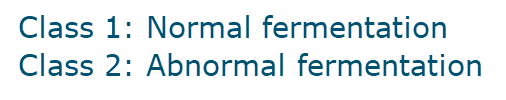 Class 1: Normal fermentation
Class 2: Abnormal fermentation